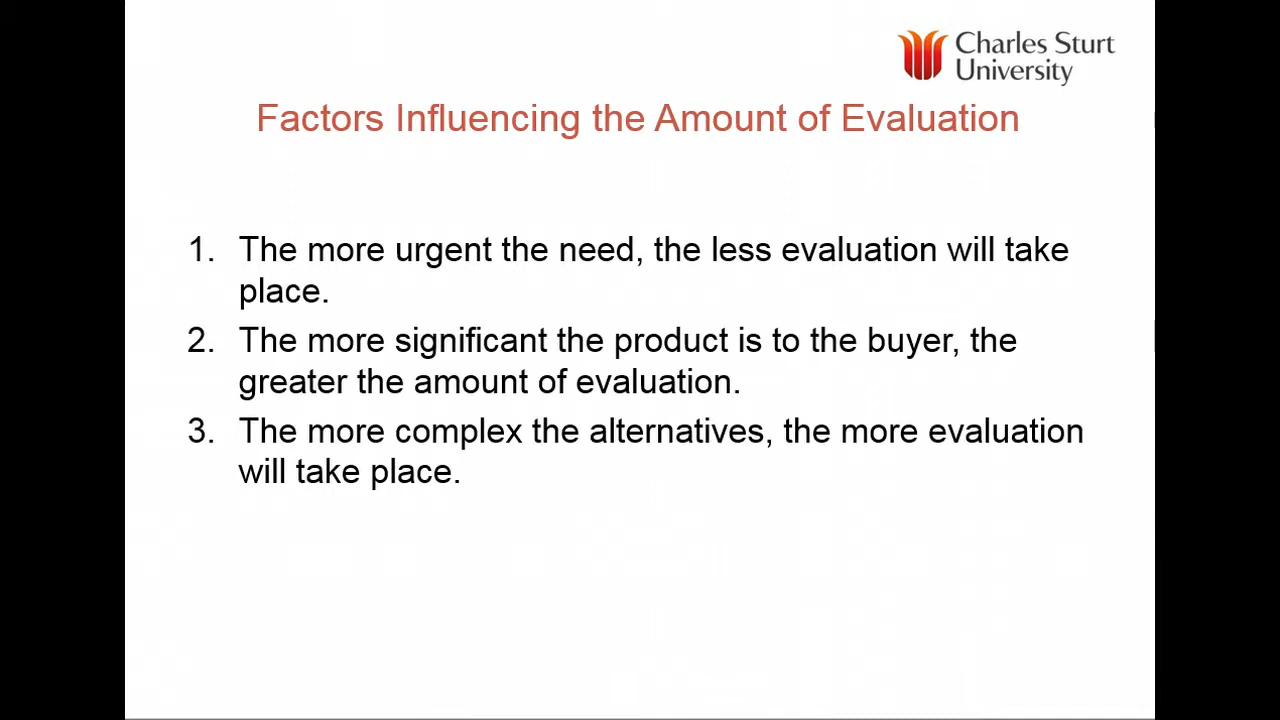 Charles Sturt
University
Factors Influencing the Amount of Evaluation
1. The more urgent the need, the less evaluation will take
place.
2. The more significant the product is to the buyer, the
greater the amount of evaluation.
3. The more complex the alternatives, the more evaluation
will take place.